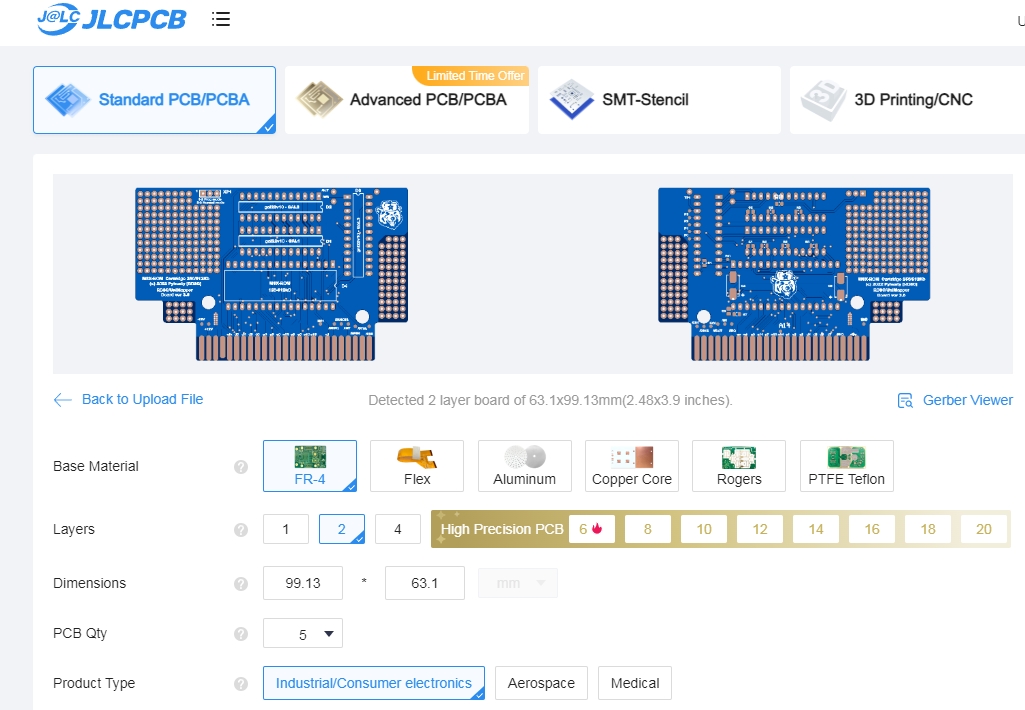 J@LC JLCPCB
U
Limited Time Offer
Standard PCB/PCBA
Advanced PCB/PCBA
SMT-Stencil
3D Printing/CNC
Back to Upload File
Detected 2 layer board of 63.1x99.13mm(2.48x3.9 inches).
Gerber Viewer
Base Material
?
FR-4
Flex
Aluminum
Copper Core
Rogers
PTFE Teflon
Layers
?
1
2
4
High Precision PCB
6
8
10
12
14
16
18
20
Dimensions
?
99.13
*
63.1
mm
PCB Qty
?
5
Product Type
?
Industrial/Consumer electronics
Aerospace
Medical